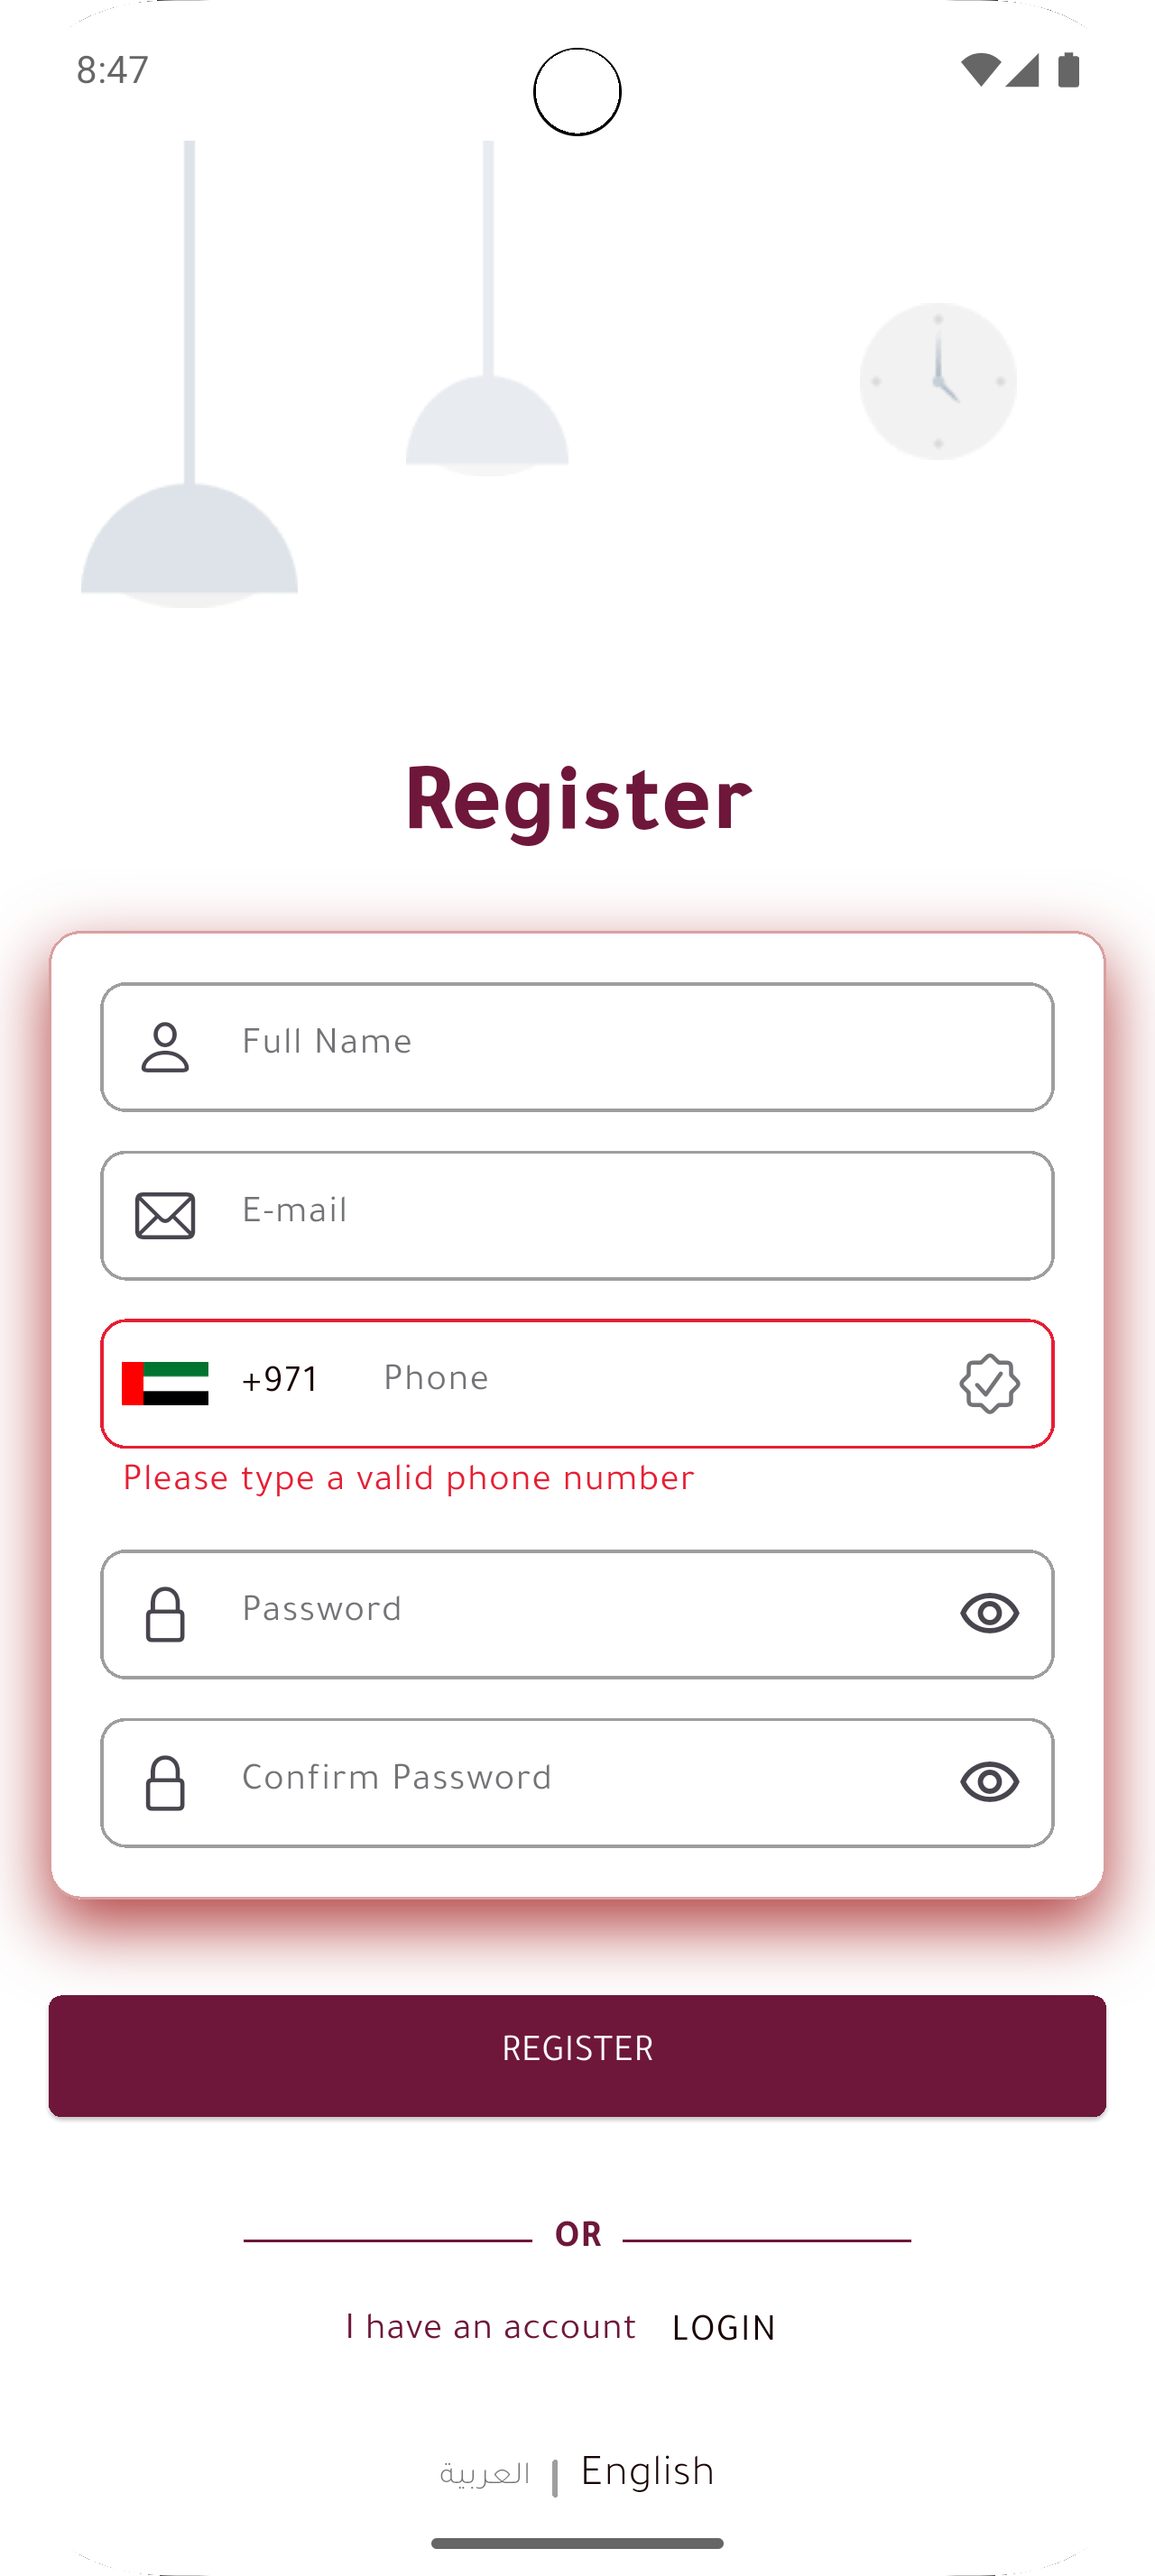 8:47
Register
Full Name
E-mail
+971 Phone
Please type a valid phone number
Password
Confirm Password
REGISTER
OR
I have an account LOGIN
العربية | English